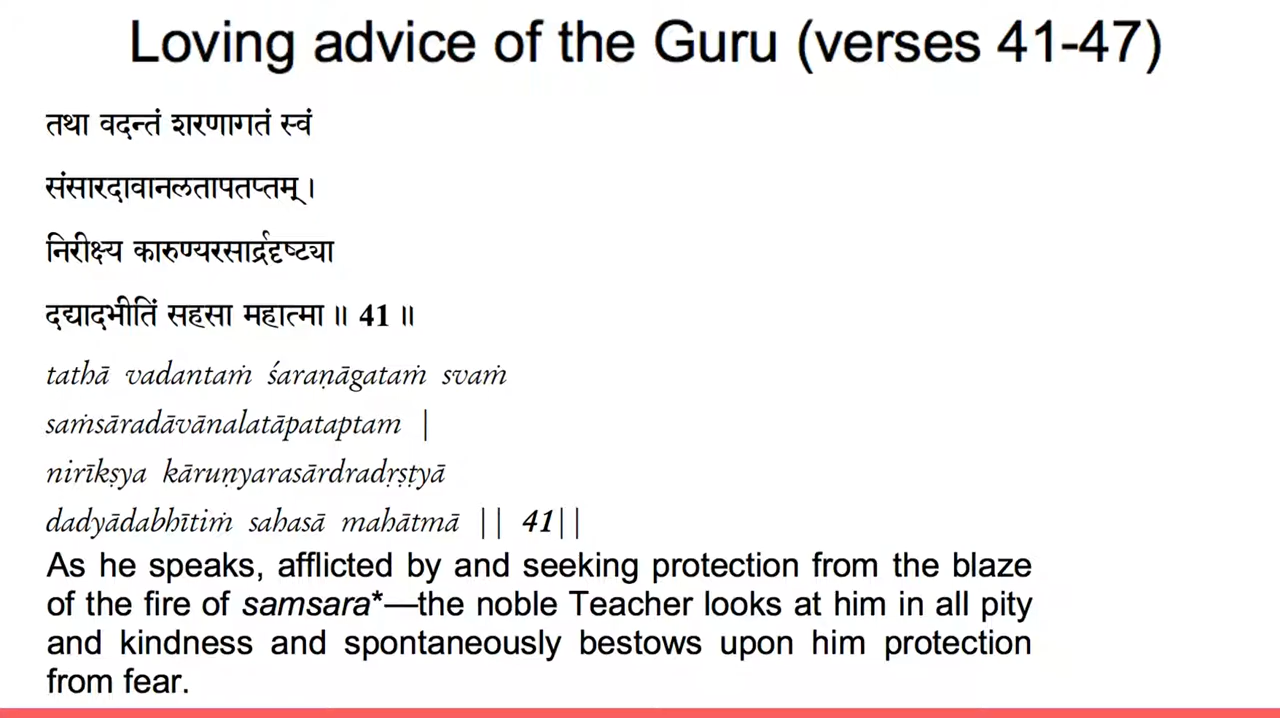 Loving advice of the Guru (verses 41-47)
तथा वदन्तं शरणागतं स्वं
संसारदावानलतापतप्तम् ।
निरीक्ष्य कारुण्यरसार्द्रदृष्ट्या
दद्यादभीतिं सहसा महात्मा ॥ 41 ॥
tathā vadantaṁ śaraṇāgataṁ svaṁ
saṁsāradāvānalatāpataptam |
nirīkṣya kāruṇyarasārdradṛṣṭyā
dadyādabhītiṁ sahasā mahātmā || 41||
As he speaks, afflicted by and seeking protection from the blaze
of the fire of samsara*—the noble Teacher looks at him in all pity
and kindness and spontaneously bestows upon him protection
from fear.